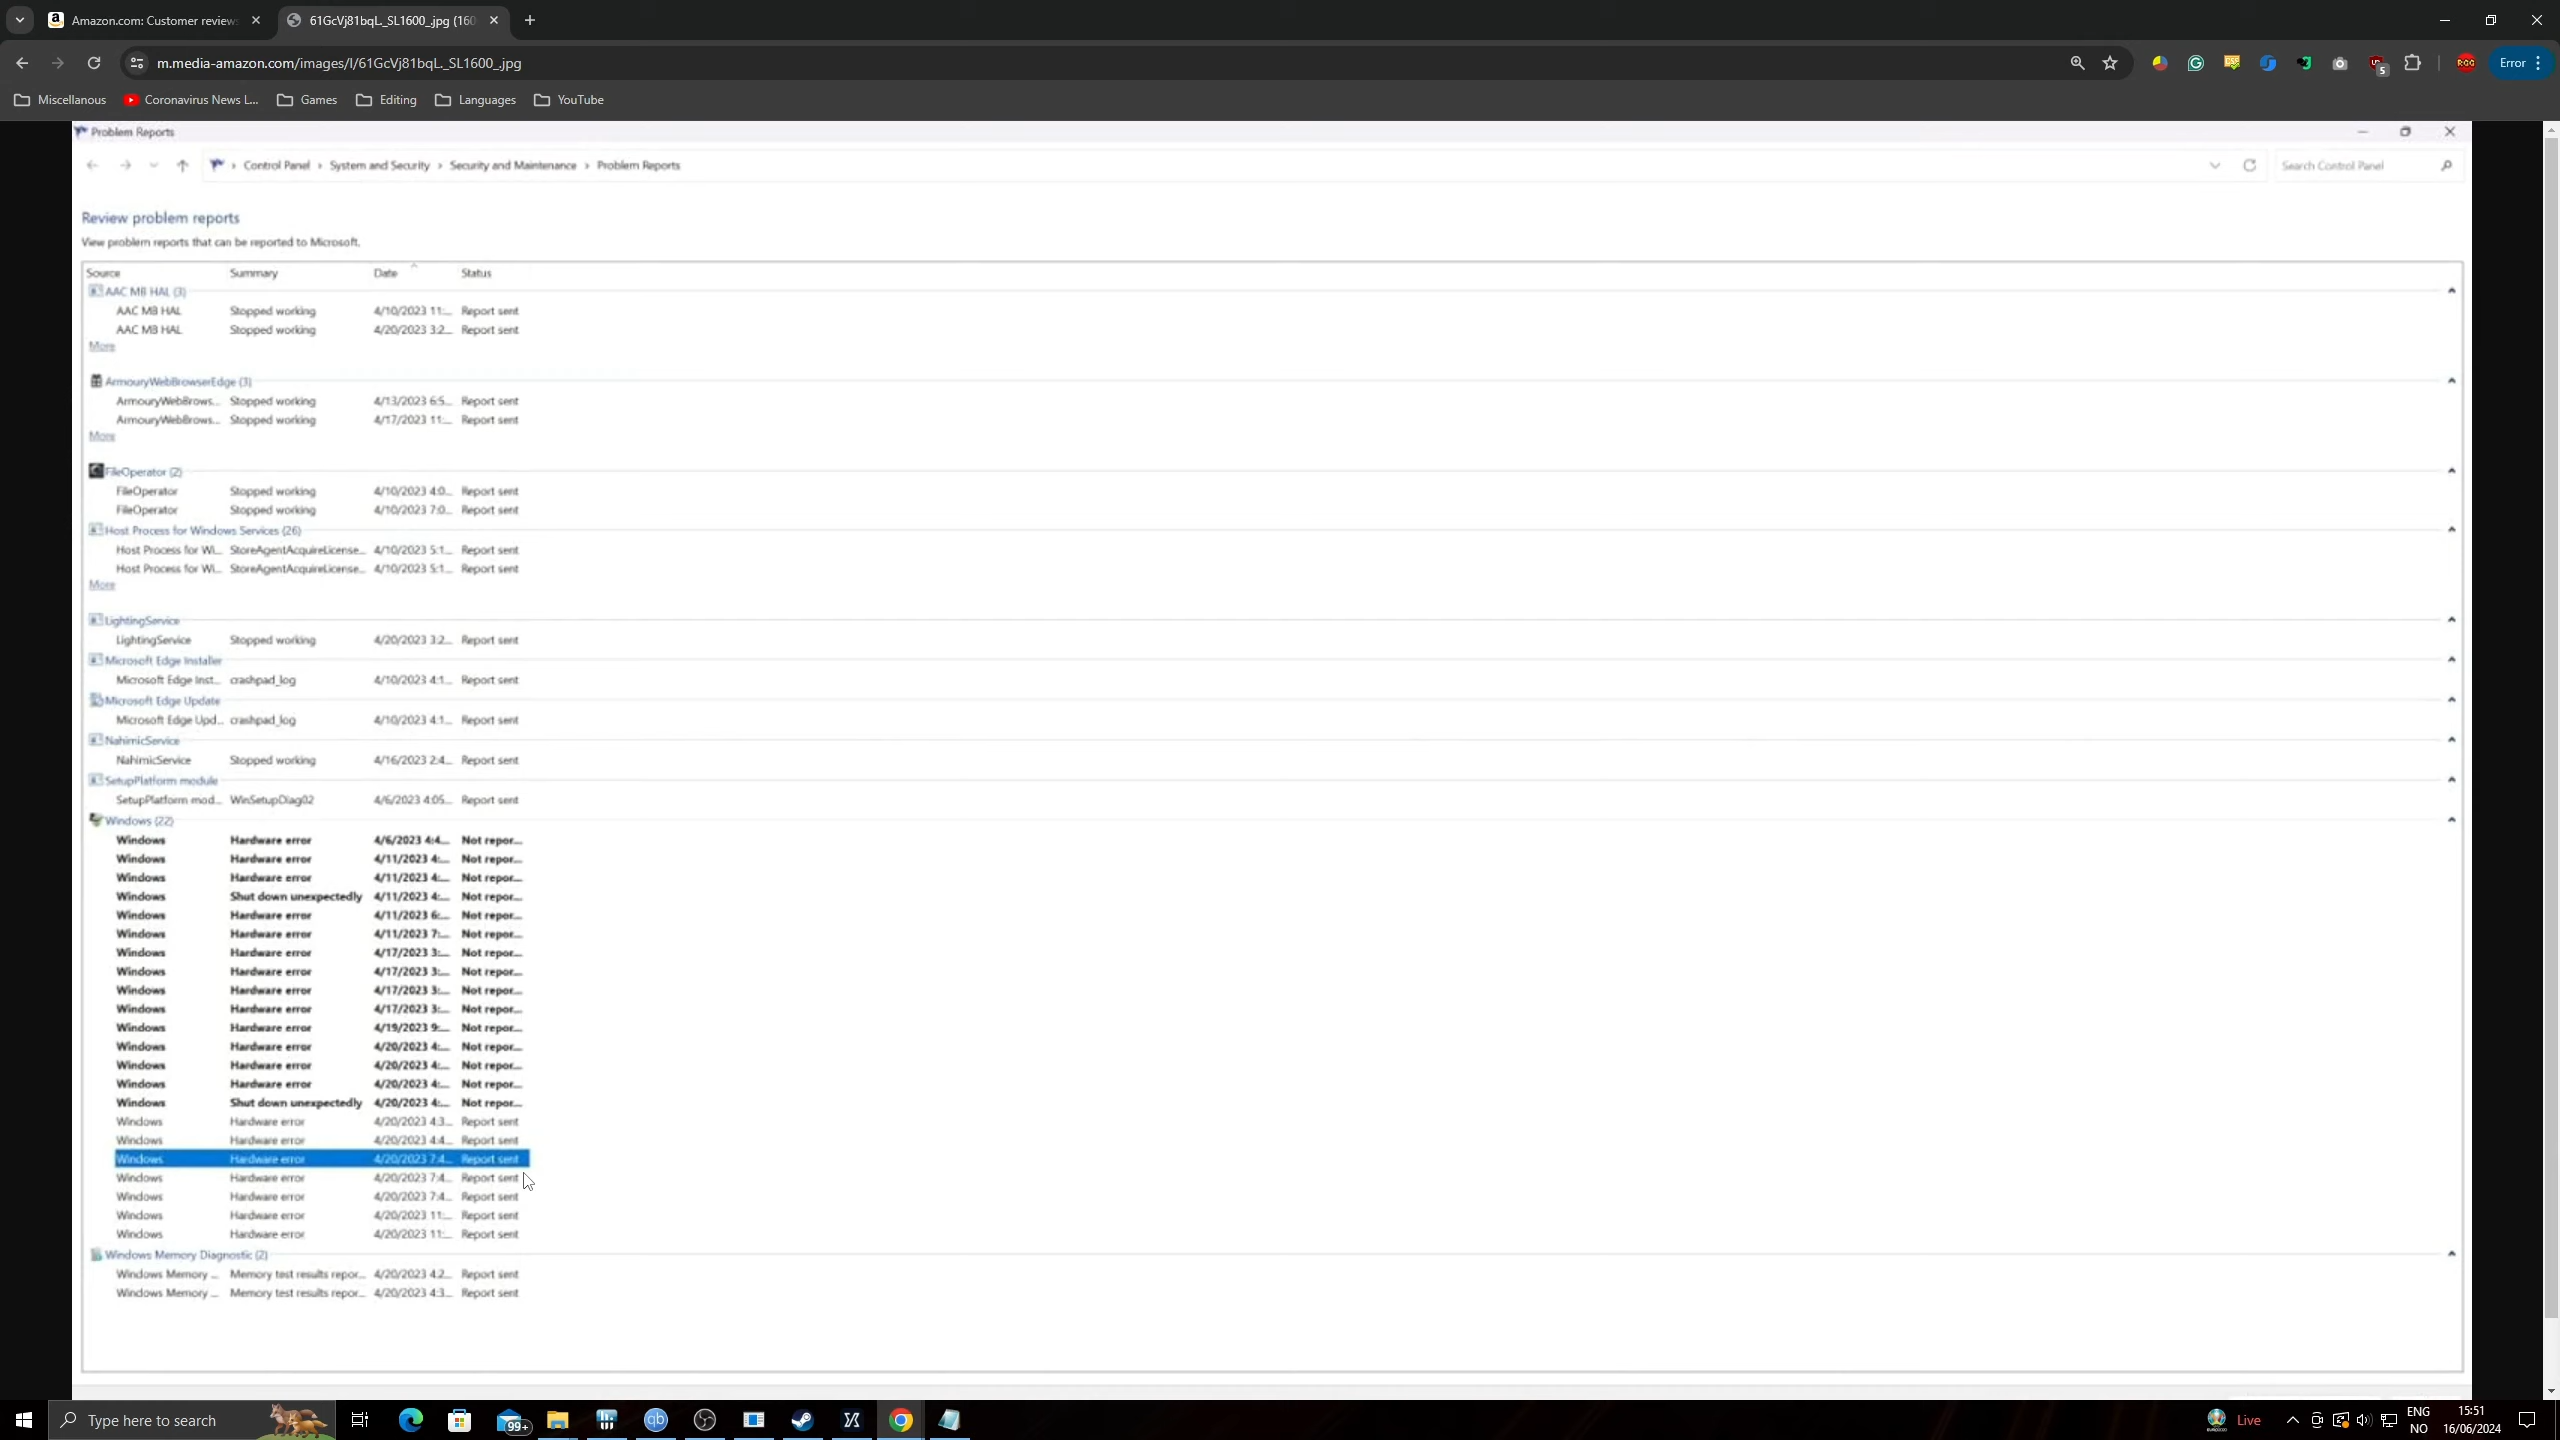 Amazon.com: Customer reviews
61GcVj81bqL._SL1600_.jpg (160
m.media-amazon.com/images/I/61GcVj81bqL._SL1600_.jpg
5
Error
Miscellanous
Coronavirus News L...
Games
Editing
Languages
YouTube
Problem Reports
Control Panel › System and Security › Security and Maintenance › Problem Reports
Search Control Panel
Review problem reports
View problem reports that can be reported to Microsoft.
Source Summary Date Status
AAC MB HAL (3)
AAC MB HAL Stopped working 4/10/2023 11:... Report sent
AAC MB HAL Stopped working 4/20/2023 3:2... Report sent
More
ArmouryWebBrowserEdge (3)
ArmouryWebBrows... Stopped working 4/13/2023 6:5... Report sent
ArmouryWebBrows... Stopped working 4/17/2023 11:... Report sent
More
FileOperator (2)
FileOperator Stopped working 4/10/2023 4:0... Report sent
FileOperator Stopped working 4/10/2023 7:0... Report sent
Host Process for Windows Services (26)
Host Process for Wi... StoreAgentAcquireLicense... 4/10/2023 5:1... Report sent
Host Process for Wi... StoreAgentAcquireLicense... 4/10/2023 5:1... Report sent
More
LightingService
LightingService Stopped working 4/20/2023 3:2... Report sent
Microsoft Edge Installer
Microsoft Edge Inst... crashpad_log 4/10/2023 4:1... Report sent
Microsoft Edge Update
Microsoft Edge Upd... crashpad_log 4/10/2023 4:1... Report sent
NahimicService
NahimicService Stopped working 4/16/2023 2:4... Report sent
SetupPlatform module
SetupPlatform mod... WinSetupDiag02 4/6/2023 4:05... Report sent
Windows (22)
Windows Hardware error 4/6/2023 4:4... Not repor...
Windows Hardware error 4/11/2023 4:... Not repor...
Windows Hardware error 4/11/2023 4:... Not repor...
Windows Shut down unexpectedly 4/11/2023 4:... Not repor...
Windows Hardware error 4/11/2023 6:... Not repor...
Windows Hardware error 4/11/2023 7:... Not repor...
Windows Hardware error 4/17/2023 3:... Not repor...
Windows Hardware error 4/17/2023 3:... Not repor...
Windows Hardware error 4/17/2023 3:... Not repor...
Windows Hardware error 4/17/2023 3:... Not repor...
Windows Hardware error 4/19/2023 9:... Not repor...
Windows Hardware error 4/20/2023 4:... Not repor...
Windows Hardware error 4/20/2023 4:... Not repor...
Windows Hardware error 4/20/2023 4:... Not repor...
Windows Shut down unexpectedly 4/20/2023 4:... Not repor...
Windows Hardware error 4/20/2023 4:3... Report sent
Windows Hardware error 4/20/2023 4:4... Report sent
Windows Hardware error 4/20/2023 7:4... Report sent
Windows Hardware error 4/20/2023 7:4... Report sent
Windows Hardware error 4/20/2023 7:4... Report sent
Windows Hardware error 4/20/2023 11:... Report sent
Windows Hardware error 4/20/2023 11:... Report sent
Windows Memory Diagnostic (2)
Windows Memory ... Memory test results repor... 4/20/2023 4:2... Report sent
Windows Memory ... Memory test results repor... 4/20/2023 4:3... Report sent
Type here to search
99+
qb
Live
ENG
NO
15:51
16/06/2024